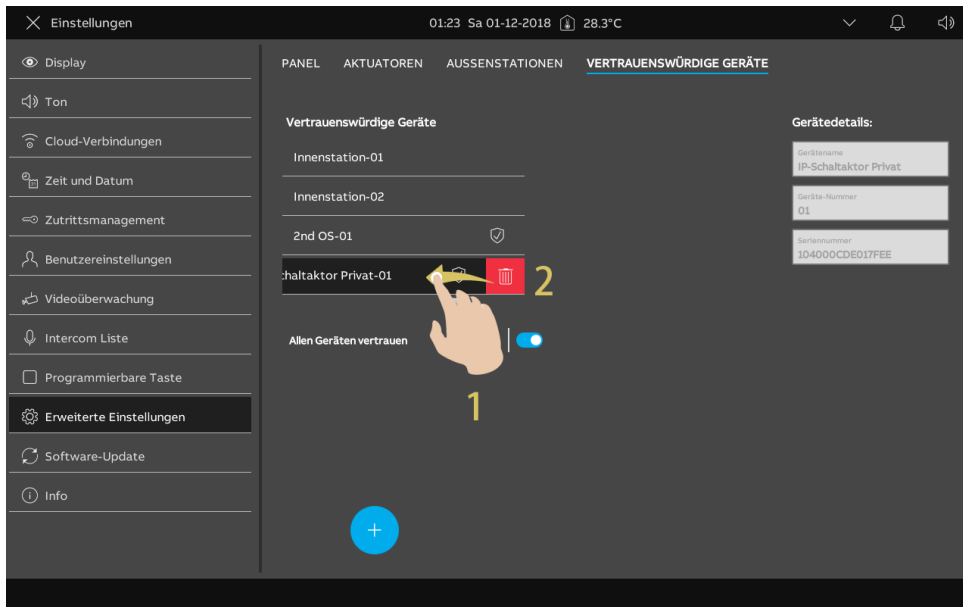 Einstellungen
01:23 Sa 01-12-2018 28.3°C
Display
Ton
Cloud-Verbindungen
Zeit und Datum
Zutrittsmanagement
Benutzereinstellungen
Videoüberwachung
Intercom Liste
Programmierbare Taste
Erweiterte Einstellungen
Software-Update
Info
PANEL AKTUATOREN AUSSENSTATIONEN VERTRAUENSWÜRDIGE GERÄTE
Vertrauenswürdige Geräte
Innenstation-01
Innenstation-02
2nd OS-01
chaltaktor Privat-01
2
Allen Geräten vertrauen
1
+
Gerätedetails:
Gerätename
IP-Schaltaktor Privat
Geräte-Nummer
01
Seriennummer
104000CDE017FEE